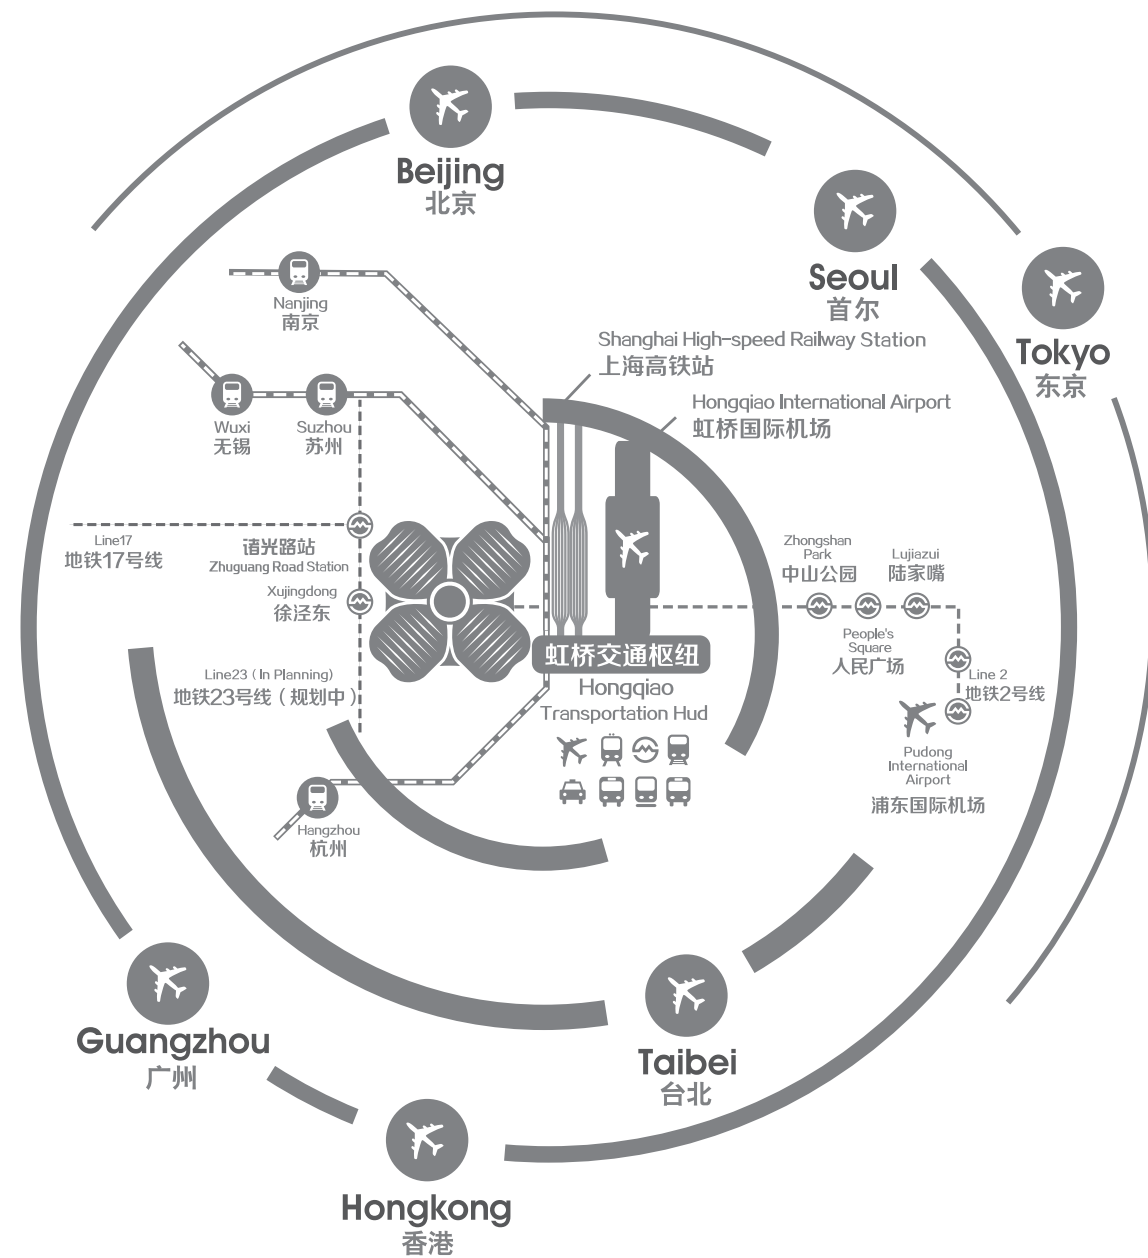 Beijing
北京
Seoul
首尔
Tokyo
东京
Nanjing
南京
Shanghai High-speed Railway Station
上海高铁站
Hongqiao International Airport
虹桥国际机场
Wuxi
无锡
Suzhou
苏州
Line17
地铁17号线
诸光路站
Zhuguang Road Station
Xujingdong
徐泾东
Zhongshan
Park
中山公园
Lujiazui
陆家嘴
People's
Square
人民广场
Line 2
地铁2号线
Line23 ( In Planning)
地铁23号线（规划中）
虹桥交通枢纽
Hongqiao
Transportation Hud
Pudong
International
Airport
浦东国际机场
Hangzhou
杭州
Guangzhou
广州
Taibei
台北
Hongkong
香港